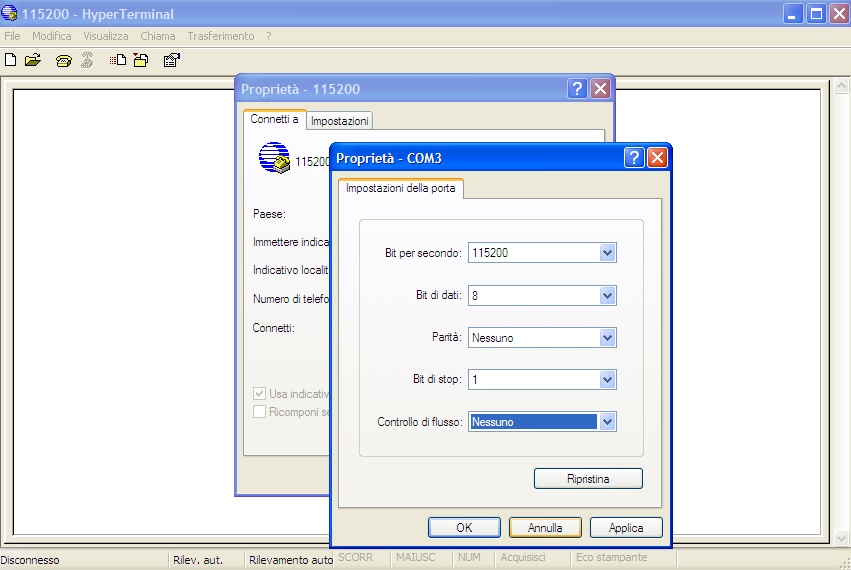 115200 - HyperTerminal
File Modifica Visualizza Chiama Trasferimento ?
Proprietà - 115200
Connetti a Impostazioni
115200
Paese:
Immettere indica
Indicativo localit
Numero di telefo
Connetti:
Usa indicativ
Ricomponi se
Proprietà - COM3
Impostazioni della porta
Bit per secondo: 115200
Bit di dati: 8
Parità: Nessuno
Bit di stop: 1
Controllo di flusso: Nessuno
Ripristina
OK Annulla Applica
Disconnesso Rilev. aut. Rilevamento auto SCORR MAIUSC NUM Acquisisci Eco stampante